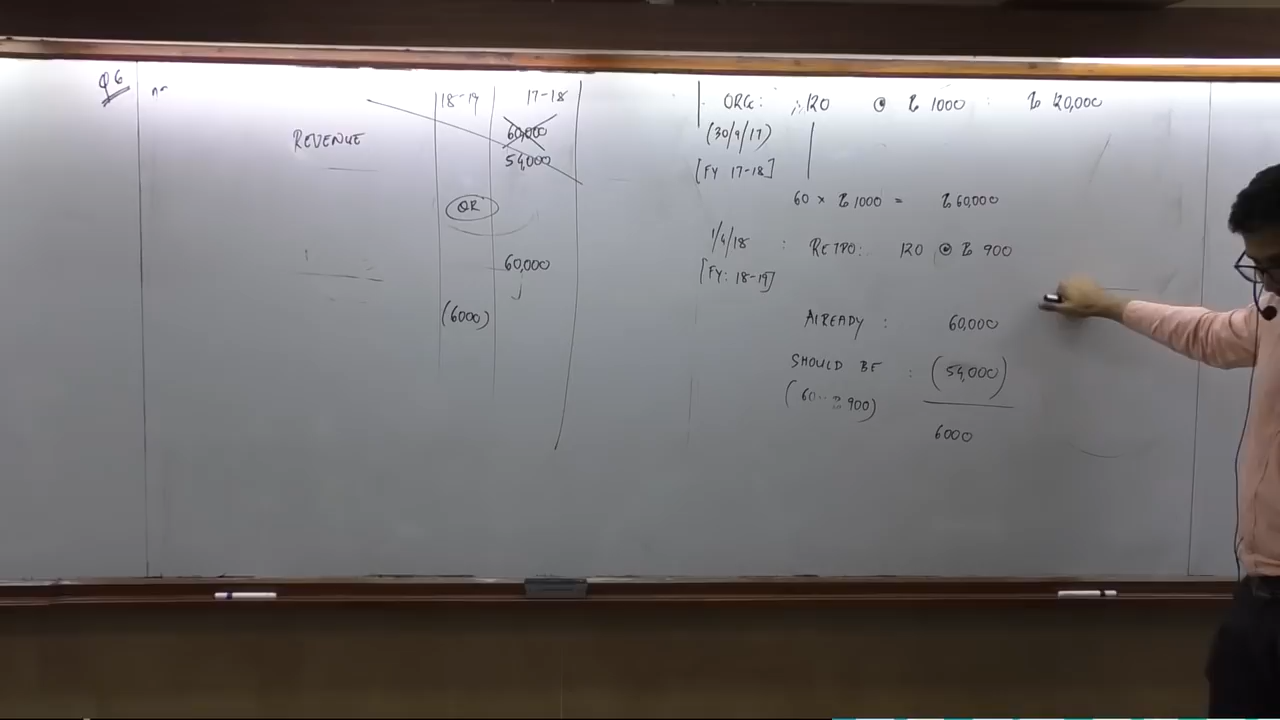 Q6
18-19 17-18
REVENUE 60,000
54,000
OR
60,000
(6000)
ORG: 120 @ ₹ 1000 : ₹ 120,000
(30/9/17)
[FY 17-18]
60 × ₹ 1000 = ₹ 60,000
1/4/18 : RETRO: 120 @ ₹ 900
[FY: 18-19]
ALREADY : 60,000
SHOULD BE : (54,000)
(60 ₹ 900)
6000